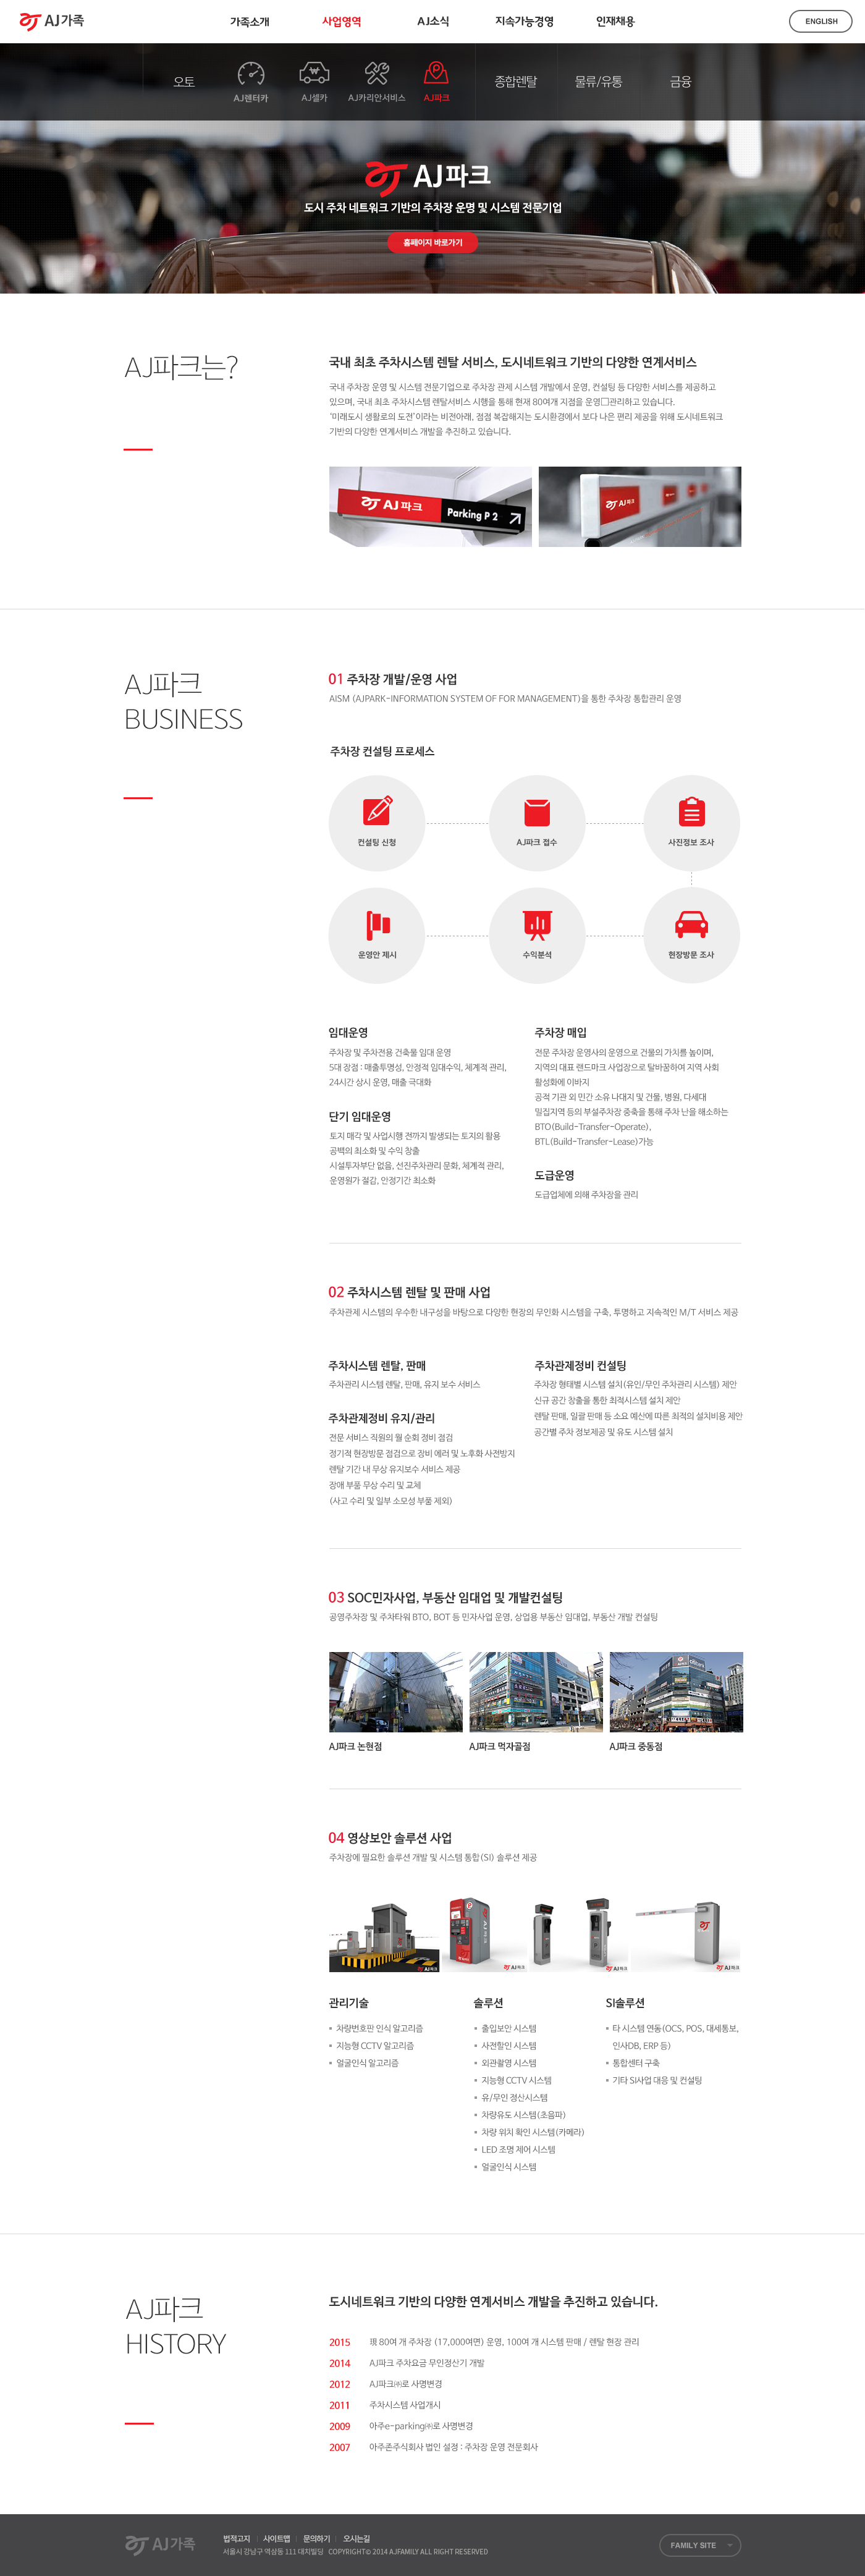 AJ가족
가족소개
사업영역
AJ소식
지속가능경영
인재채용
ENGLISH
오토
AJ렌터카
AJ셀카
AJ카리안서비스
AJ파크
종합렌탈
물류/유통
금융
AJ파크
도시 주차 네트워크 기반의 주차장 운영 및 시스템 전문기업
홈페이지 바로가기
AJ파크는?
국내 최초 주차시스템 렌탈 서비스, 도시네트워크 기반의 다양한 연계서비스
국내 주차장 운영 및 시스템 전문기업으로 주차장 관제 시스템 개발에서 운영, 컨설팅 등 다양한 서비스를 제공하고
있으며, 국내 최초 주차시스템 렌탈서비스 시행을 통해 현재 80여개 지점을 운영□관리하고 있습니다.
'미래도시 생활로의 도전'이라는 비전아래, 점점 복잡해지는 도시환경에서 보다 나은 편리 제공을 위해 도시네트워크
기반의 다양한 연계서비스 개발을 추진하고 있습니다.
AJ파크 Parking P 2
AJ파크
AJ파크
BUSINESS
01 주차장 개발/운영 사업
AISM (AJPARK-INFORMATION SYSTEM OF FOR MANAGEMENT)을 통한 주차장 통합관리 운영
주차장 컨설팅 프로세스
컨설팅 신청
AJ파크 접수
사진정보 조사
운영안 제시
수익분석
현장방문 조사
임대운영
주차장 및 주차전용 건축물 임대 운영
5대 장점 : 매출투명성, 안정적 임대수익, 체계적 관리,
24시간 상시 운영, 매출 극대화
단기 임대운영
토지 매각 및 사업시행 전까지 발생되는 토지의 활용
공백의 최소화 및 수익 창출
시설투자부담 없음, 선진주차관리 문화, 체계적 관리,
운영원가 절감, 안정기간 최소화
주차장 매입
전문 주차장 운영사의 운영으로 건물의 가치를 높이며,
지역의 대표 랜드마크 사업장으로 탈바꿈하여 지역 사회
활성화에 이바지
공적 기관 외 민간 소유 나대지 및 건물, 병원, 다세대
밀집지역 등의 부설주차장 중축을 통해 주차 난을 해소하는
BTO(Build-Transfer-Operate),
BTL(Build-Transfer-Lease)가능
도급운영
도급업체에 의해 주차장을 관리
02 주차시스템 렌탈 및 판매 사업
주차관제 시스템의 우수한 내구성을 바탕으로 다양한 현장의 무인화 시스템을 구축, 투명하고 지속적인 M/T 서비스 제공
주차시스템 렌탈, 판매
주차관리 시스템 렌탈, 판매, 유지 보수 서비스
주차관제정비 유지/관리
전문 서비스 직원의 월 순회 정비 점검
정기적 현장방문 점검으로 장비 에러 및 노후화 사전방지
렌탈 기간 내 무상 유지보수 서비스 제공
장애 부품 무상 수리 및 교체
(사고 수리 및 일부 소모성 부품 제외)
주차관제정비 컨설팅
주차장 형태별 시스템 설치(유인/무인 주차관리 시스템) 제안
신규 공간 창출을 통한 최적시스템 설치 제안
렌탈 판매, 일괄 판매 등 소요 예산에 따른 최적의 설치비용 제안
공간별 주차 정보제공 및 유도 시스템 설치
03 SOC민자사업, 부동산 임대업 및 개발컨설팅
공영주차장 및 주차타워 BTO, BOT 등 민자사업 운영, 상업용 부동산 임대업, 부동산 개발 컨설팅
AJ파크 논현점
AJ파크 먹자골점
AJ파크 중동점
04 영상보안 솔루션 사업
주차장에 필요한 솔루션 개발 및 시스템 통합(SI) 솔루션 제공
AJ파크
AJ파크
AJ파크
AJ파크
관리기술
차량번호판 인식 알고리즘
지능형 CCTV 알고리즘
얼굴인식 알고리즘
솔루션
출입보안 시스템
사전할인 시스템
외관촬영 시스템
지능형 CCTV 시스템
유/무인 정산시스템
차량유도 시스템(초음파)
차량 위치 확인 시스템(카메라)
LED 조명 제어 시스템
얼굴인식 시스템
SI솔루션
타 시스템 연동(OCS, POS, 대세통보,
인사DB, ERP 등)
통합센터 구축
기타 SI사업 대응 및 컨설팅
AJ파크
HISTORY
도시네트워크 기반의 다양한 연계서비스 개발을 추진하고 있습니다.
2015 現 80여 개 주차장 (17,000여면) 운영, 100여 개 시스템 판매 / 렌탈 현장 관리
2014 AJ파크 주차요금 무인정산기 개발
2012 AJ파크㈜로 사명변경
2011 주차시스템 사업개시
2009 아주e-parking㈜로 사명변경
2007 아주존주식회사 법인 설정 : 주차장 운영 전문회사
AJ가족
법적고지 사이트맵 문의하기 오시는길
서울시 강남구 역삼동 111 대치빌딩 COPYRIGHT© 2014 AJFAMILY ALL RIGHT RESERVED
FAMILY SITE